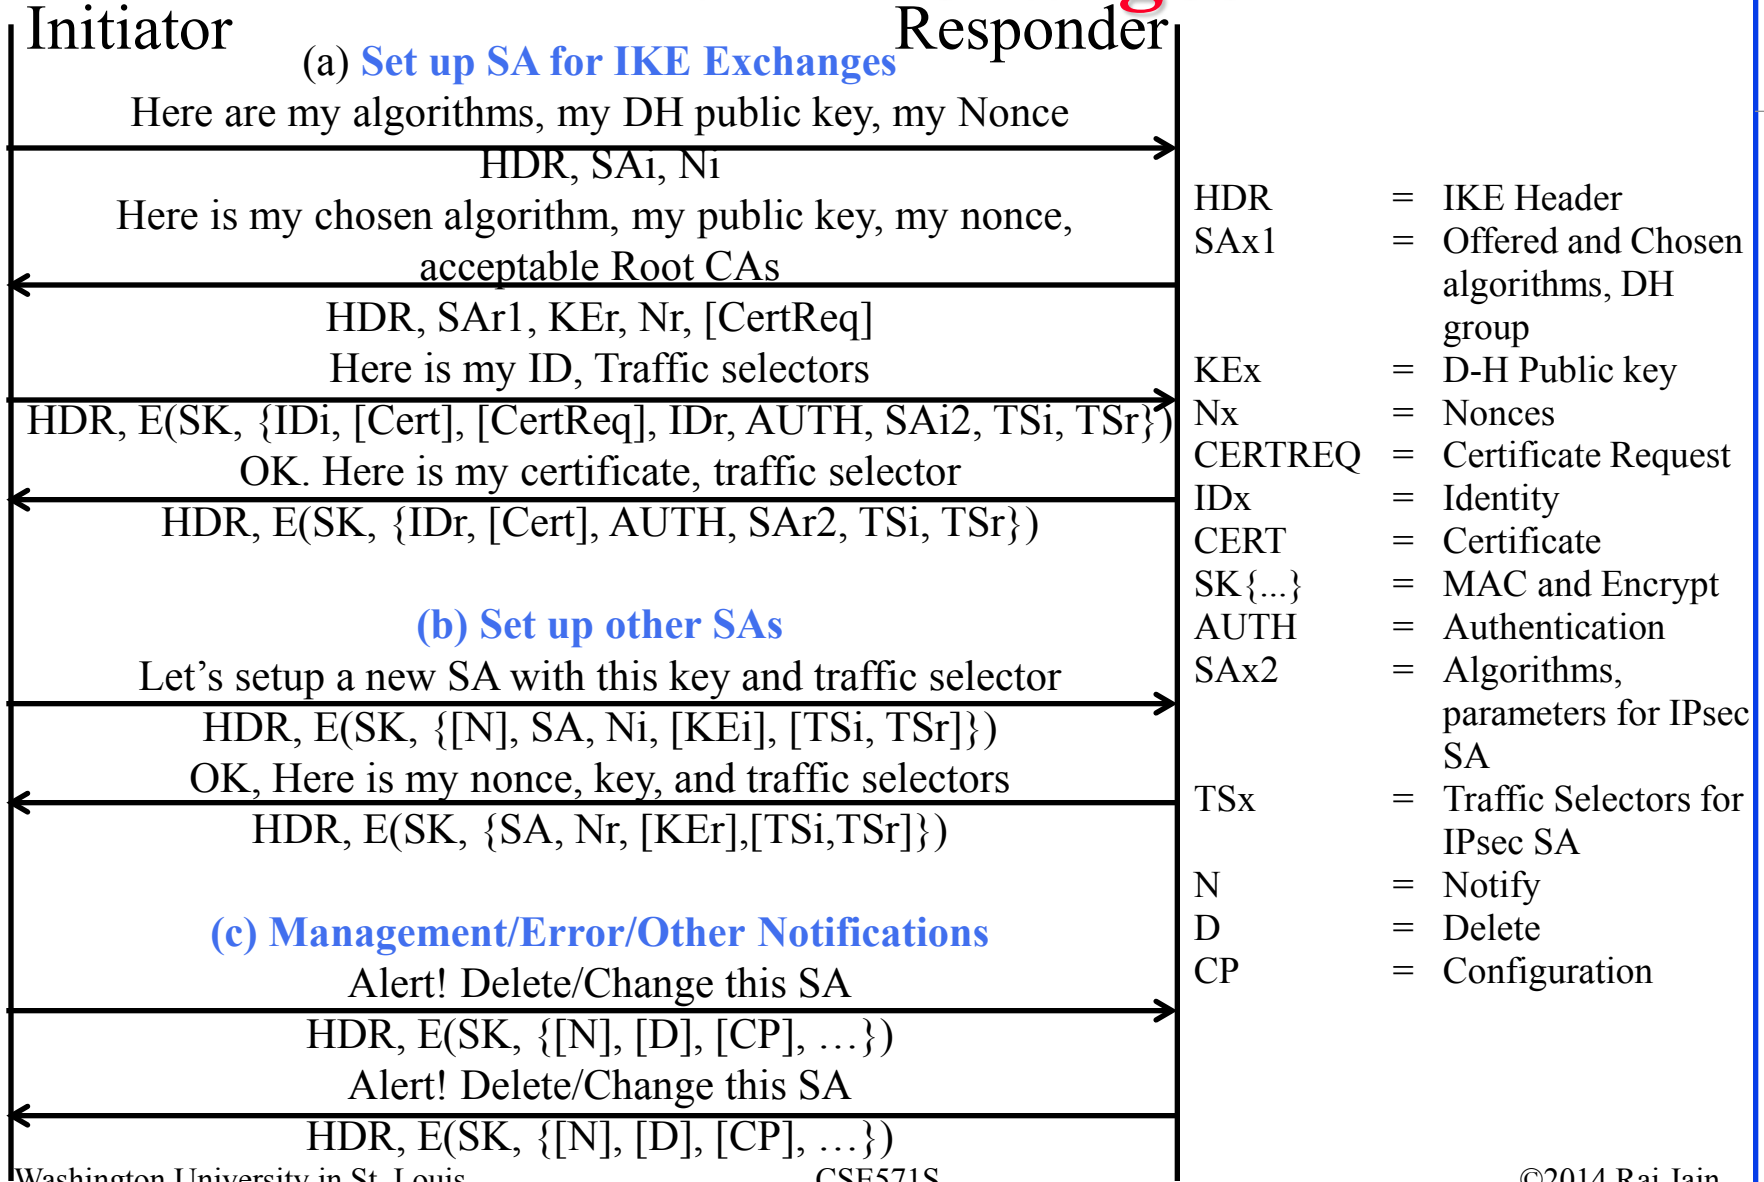 Initiator
Responder
(a) Set up SA for IKE Exchanges
Here are my algorithms, my DH public key, my Nonce
HDR, SAi, Ni
Here is my chosen algorithm, my public key, my nonce,
acceptable Root CAs
HDR, SAr1, KEr, Nr, [CertReq]
Here is my ID, Traffic selectors
HDR, E(SK, {IDi, [Cert], [CertReq], IDr, AUTH, SAi2, TSi, TSr})
OK. Here is my certificate, traffic selector
HDR, E(SK, {IDr, [Cert], AUTH, SAr2, TSi, TSr})
(b) Set up other SAs
Let’s setup a new SA with this key and traffic selector
HDR, E(SK, {[N], SA, Ni, [KEi], [TSi, TSr]})
OK, Here is my nonce, key, and traffic selectors
HDR, E(SK, {SA, Nr, [KEr],[TSi,TSr]})
(c) Management/Error/Other Notifications
Alert! Delete/Change this SA
HDR, E(SK, {[N], [D], [CP], …})
Alert! Delete/Change this SA
HDR, E(SK, {[N], [D], [CP], …})
HDR = IKE Header
SAx1 = Offered and Chosen
algorithms, DH
group
KEx = D-H Public key
Nx = Nonces
CERTREQ = Certificate Request
IDx = Identity
CERT = Certificate
SK{...} = MAC and Encrypt
AUTH = Authentication
SAx2 = Algorithms,
parameters for IPsec
SA
TSx = Traffic Selectors for
IPsec SA
N = Notify
D = Delete
CP = Configuration
Washington University in St. Louis
CSE571S
©2014 Raj Jain